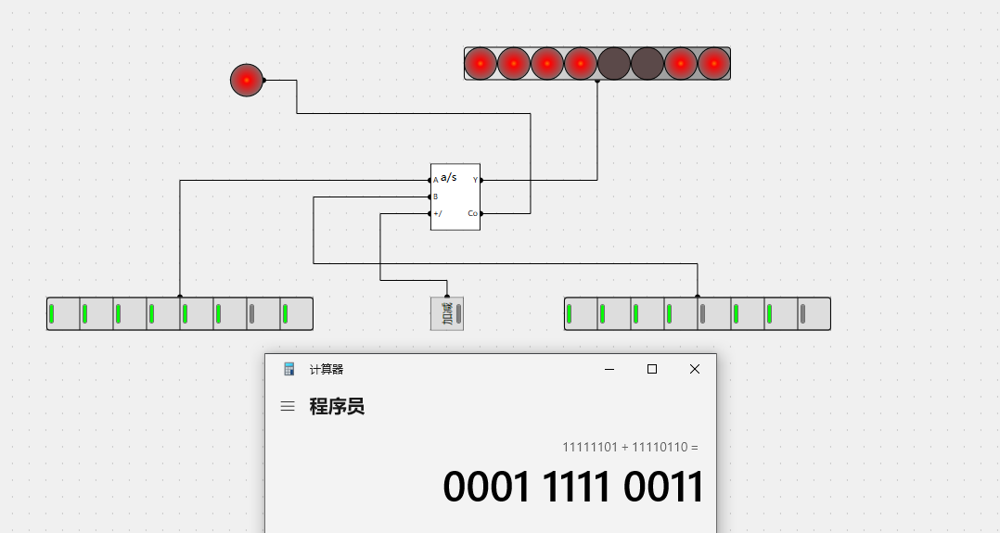 A a/s Y
B
+/ Co
加减
计算器
程序员
11111101 + 11110110 =
0001 1111 0011